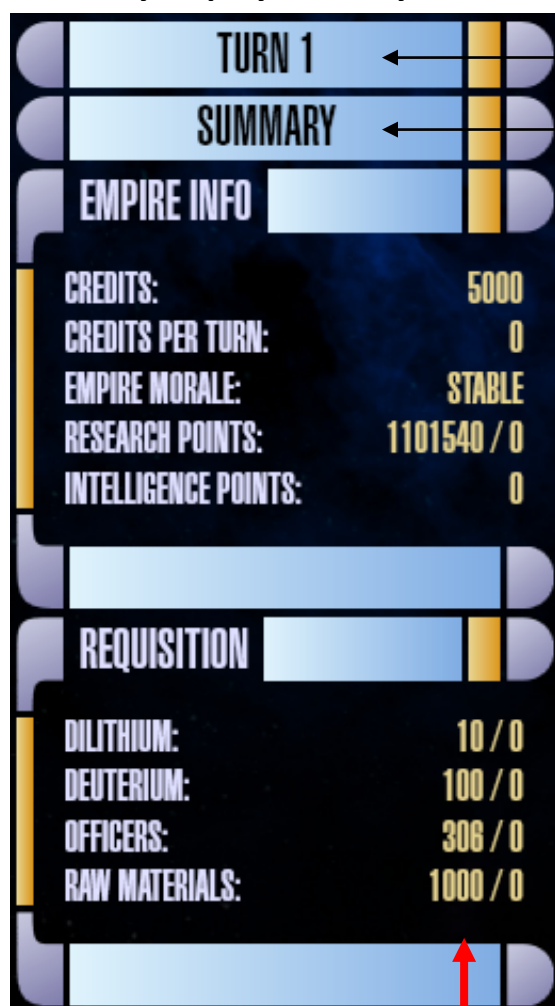 TURN 1
SUMMARY
EMPIRE INFO
CREDITS: 5000
CREDITS PER TURN: 0
EMPIRE MORALE: STABLE
RESEARCH POINTS: 1101540 / 0
INTELLIGENCE POINTS: 0
REQUISITION
DILITHIUM: 10 / 0
DEUTERIUM: 100 / 0
OFFICERS: 306 / 0
RAW MATERIALS: 1000 / 0